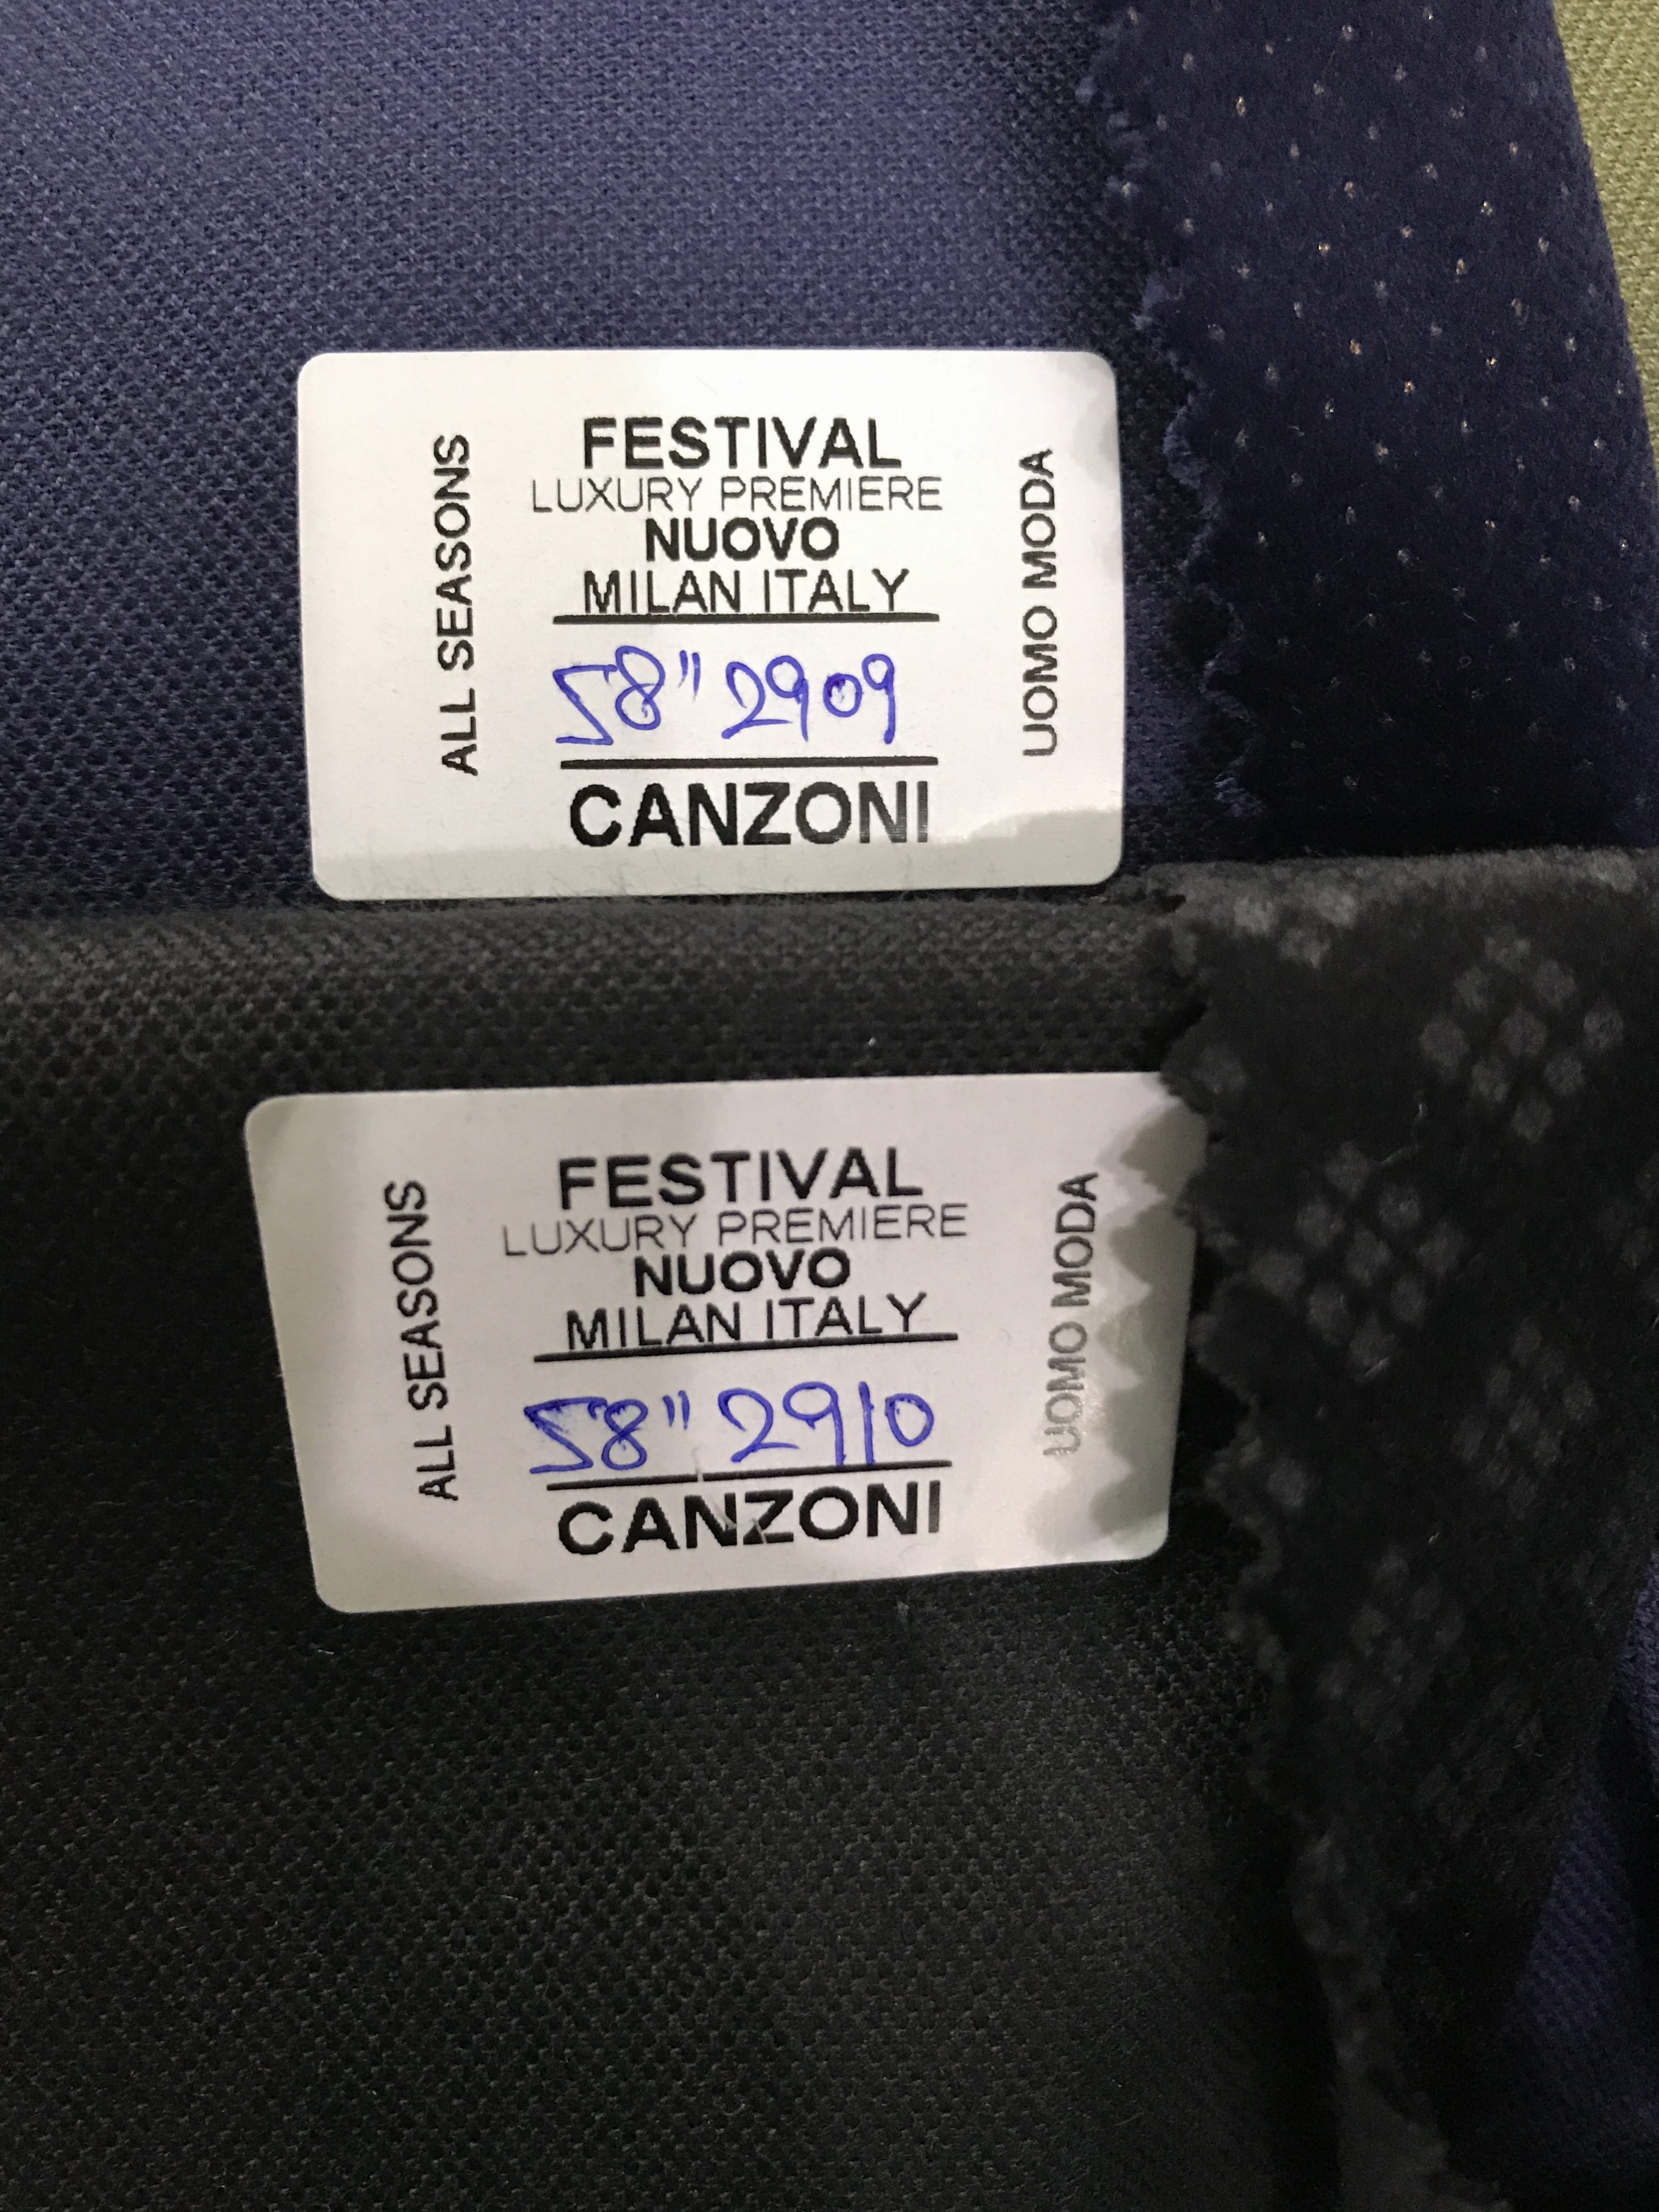 ALL SEASONS
FESTIVAL
LUXURY PREMIERE
NUOVO
MILAN ITALY
58" 2909
CANZONI
UOMO MODA
ALL SEASONS
FESTIVAL
LUXURY PREMIERE
NUOVO
MILAN ITALY
58" 2910
CANZONI
UOMO MODA